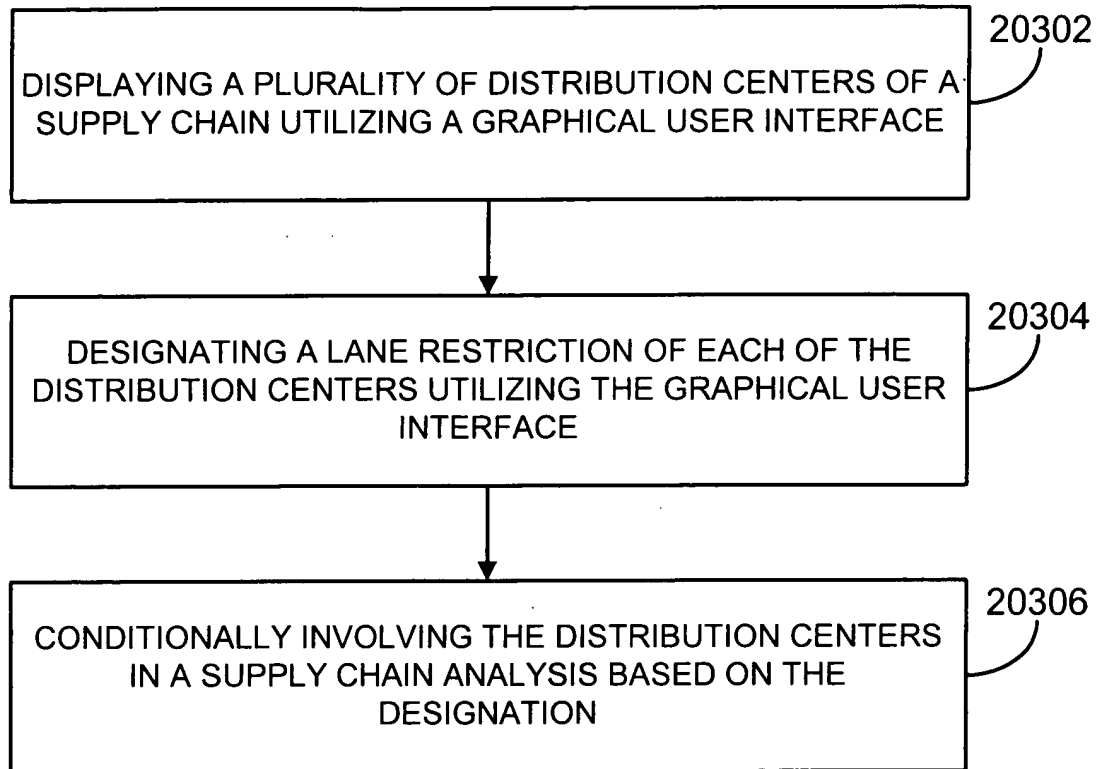 20302
DISPLAYING A PLURALITY OF DISTRIBUTION CENTERS OF A
SUPPLY CHAIN UTILIZING A GRAPHICAL USER INTERFACE
20304
DESIGNATING A LANE RESTRICTION OF EACH OF THE
DISTRIBUTION CENTERS UTILIZING THE GRAPHICAL USER
INTERFACE
20306
CONDITIONALLY INVOLVING THE DISTRIBUTION CENTERS
IN A SUPPLY CHAIN ANALYSIS BASED ON THE
DESIGNATION